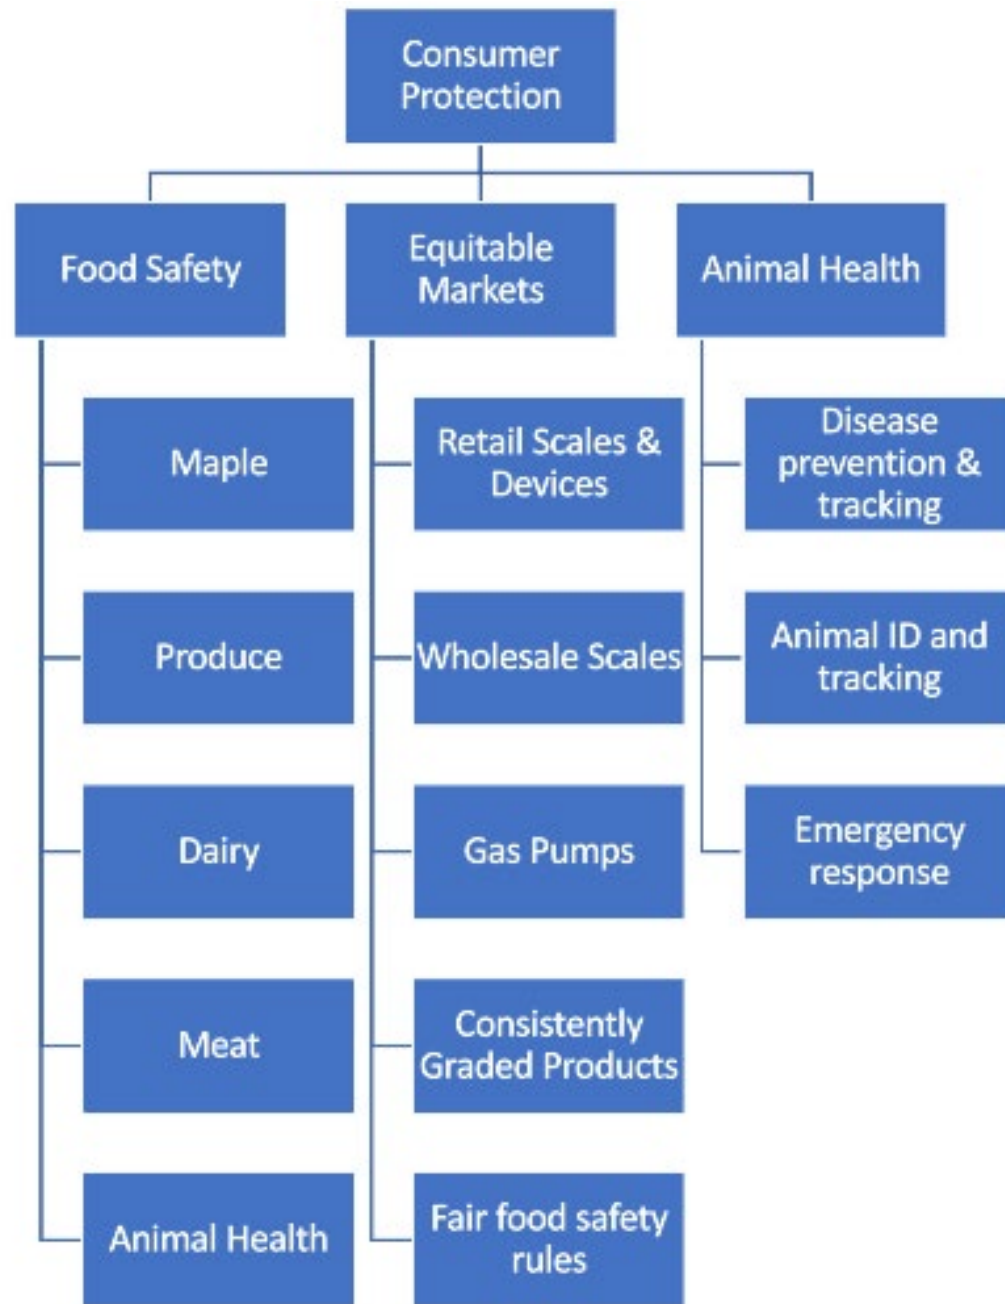 Consumer
Protection
Food Safety
Equitable
Markets
Animal Health
Maple
Produce
Dairy
Meat
Animal Health
Retail Scales &
Devices
Wholesale Scales
Gas Pumps
Consistently
Graded Products
Fair food safety
rules
Disease
prevention &
tracking
Animal ID and
tracking
Emergency
response